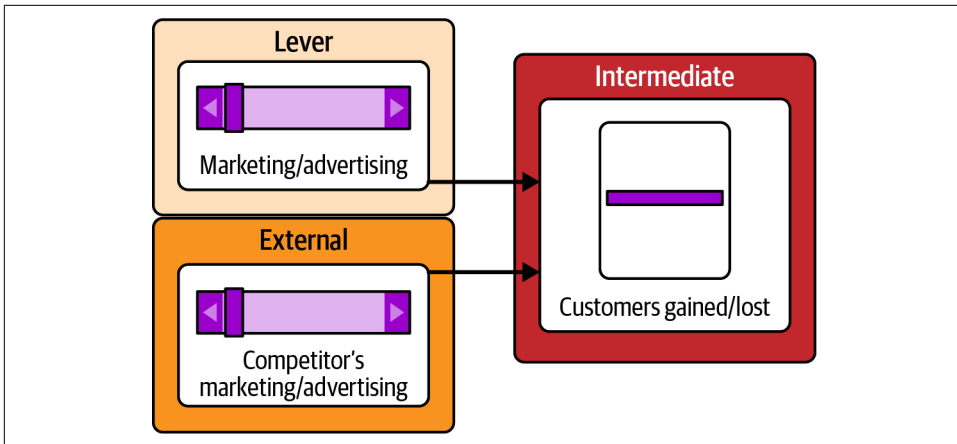 Lever
Marketing/advertising
External
Competitor's
marketing/advertising
Intermediate
Customers gained/lost